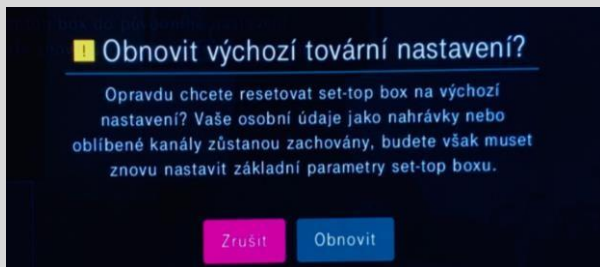 ! Obnovit výchozí tovární nastavení?
Opravdu chcete resetovat set-top box na výchozí
nastavení? Vaše osobní údaje jako nahrávky nebo
oblíbené kanály zůstanou zachovány, budete však muset
znovu nastavit základní parametry set-top boxu.
Zrušit Obnovit